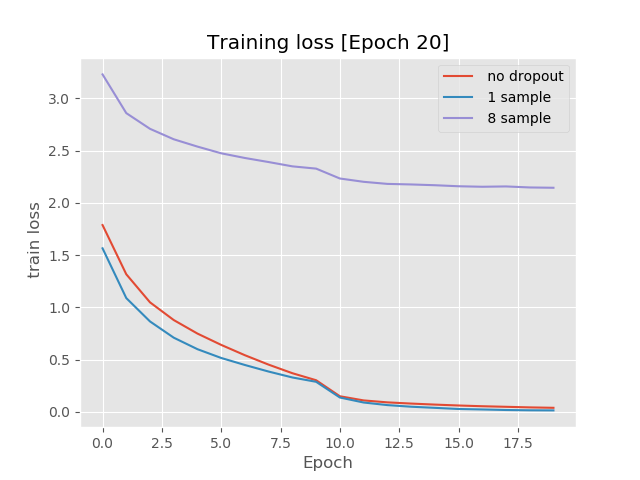 Training loss [Epoch 20]
no dropout
1 sample
8 sample
train loss
3.0
2.5
2.0
1.5
1.0
0.5
0.0
0.0 2.5 5.0 7.5 10.0 12.5 15.0 17.5
Epoch